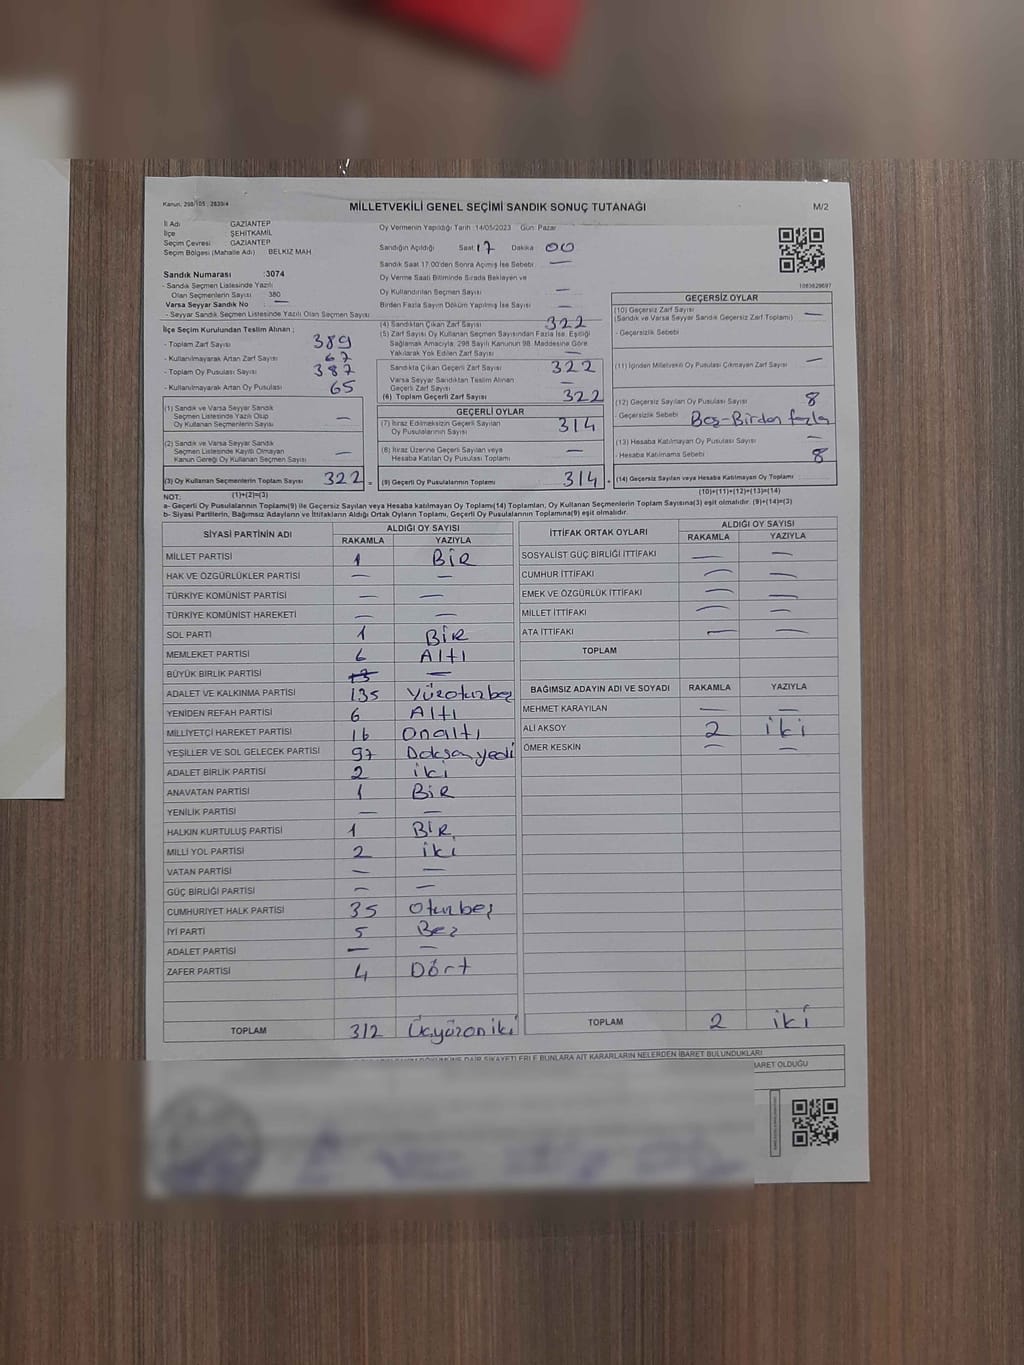 Kanun, 298/105 ; 2839/4
MİLLETVEKİLİ GENEL SEÇİMİ SANDIK SONUÇ TUTANAĞI
M/2
İl Adı GAZİANTEP
İlçe ŞEHİTKAMİL
Seçim Çevresi GAZİANTEP
Seçim Bölgesi (Mahalle Adı) BELKIZ MAH
Sandık Numarası :3074
- Sandık Seçmen Listesinde Yazılı
Olan Seçmenlerin Sayısı 380
Varsa Seyyar Sandık No —
- Seyyar Sandık Seçmen Listesinde Yazılı Olan Seçmen Sayısı
Oy Vermenin Yapıldığı Tarih :14/05/2023 Gün: Pazar
Sandığın Açıldığı Saat 17 Dakika 00
Sandık Saat 17:00'den Sonra Açımış İse Sebebi —
Oy Verme Saati Bitiminde Sırada Bekleyen ve
Oy Kullandırılan Seçmen Sayısı —
Birden Fazla Sayım Döküm Yapılmış İse Sayısı —
1083829697
İlçe Seçim Kurulundan Teslim Alınan ;
- Toplam Zarf Sayısı 389
- Kullanılmayarak Artan Zarf Sayısı 67
- Toplam Oy Pusulası Sayısı 387
- Kullanılmayarak Artan Oy Pusulası 65
(1) Sandık ve Varsa Seyyar Sandık
Seçmen Listesinde Yazılı Olup
Oy Kullanan Seçmenlerin Sayısı —
(2) Sandık ve Varsa Seyyar Sandık
Seçmen Listesinde Kayıtlı Olmayan
Kanun Gereği Oy Kullanan Seçmen Sayısı —
(3) Oy Kullanan Seçmenlerin Toplam Sayısı 322 =
(4) Sandıktan Çıkan Zarf Sayısı 322
(5) Zarf Sayısı Oy Kullanan Seçmen Sayısından Fazla İse, Eşitliği
Sağlamak Amacıyla, 298 Sayılı Kanunun 98. Maddesine Göre
Yakılarak Yok Edilen Zarf Sayısı —
Sandıkta Çıkan Geçerli Zarf Sayısı 322
Varsa Seyyar Sandıktan Teslim Alınan
Geçerli Zarf Sayısı —
(6) Toplam Geçerli Zarf Sayısı 322
GEÇERLİ OYLAR
(7) İtiraz Edilmeksizin Geçerli Sayılan
Oy Pusulalarının Sayısı 314
(8) İtiraz Üzerine Geçerli Sayılan veya
Hesaba Katılan Oy Pusulası Toplamı —
(9) Geçerli Oy Pusulalarının Toplamı 314 +
GEÇERSİZ OYLAR
(10) Geçersiz Zarf Sayısı
(Sandık ve Varsa Seyyar Sandık Geçersiz Zarf Toplamı) —
- Geçersizlik Sebebi
(11) İçinden Milletvekili Oy Pusulası Çıkmayan Zarf Sayısı —
(12) Geçersiz Sayılan Oy Pusulası Sayısı 8
- Geçersizlik Sebebi Boş-Birden fazla
(13) Hesaba Katılmayan Oy Pusulası Sayısı —
- Hesaba Katılmama Sebebi 8
(14) Geçersiz Sayılan veya Hesaba Katılmayan Oy Toplamı
NOT: (1)+(2)=(3) (10)+(11)+(12)+(13)=(14)
a- Geçerli Oy Pusulalarının Toplamı(9) ile Geçersiz Sayılan veya Hesaba katılmayan Oy Toplamı(14) Toplamları, Oy Kullanan Seçmenlerin Toplam Sayısına(3) eşit olmalıdır. (9)+(14)=(3)
b- Siyasi Partilerin, Bağımsız Adayların ve İttifakların Aldığı Ortak Oyların Toplamı, Geçerli Oy Pusulalarının Toplamına(9) eşit olmalıdır.
SİYASİ PARTİNİN ADI ALDIĞI OY SAYISI
RAKAMLA YAZIYLA
MİLLET PARTİSİ 1 Bir
HAK VE ÖZGÜRLÜKLER PARTİSİ — —
TÜRKİYE KOMÜNİST PARTİSİ — —
TÜRKİYE KOMÜNİST HAREKETİ — —
SOL PARTİ 1 Bir
MEMLEKET PARTİSİ 6 Altı
BÜYÜK BİRLİK PARTİSİ —
ADALET VE KALKINMA PARTİSİ 135 Yüzotuzbeş
YENİDEN REFAH PARTİSİ 6 Altı
MİLLİYETÇİ HAREKET PARTİSİ 16 Onaltı
YEŞİLLER VE SOL GELECEK PARTİSİ 97 Doksanyedi
ADALET BİRLİK PARTİSİ 2 iki
ANAVATAN PARTİSİ 1 Bir
YENİLİK PARTİSİ — —
HALKIN KURTULUŞ PARTİSİ 1 Bir
MİLLİ YOL PARTİSİ 2 iki
VATAN PARTİSİ — —
GÜÇ BİRLİĞİ PARTİSİ — —
CUMHURİYET HALK PARTİSİ 35 Otuzbeş
İYİ PARTİ 5 Beş
ADALET PARTİSİ — —
ZAFER PARTİSİ 4 Dört
TOPLAM 312 Üçyüzoniki
İTTİFAK ORTAK OYLARI ALDIĞI OY SAYISI
RAKAMLA YAZIYLA
SOSYALİST GÜÇ BİRLİĞİ İTTİFAKI — —
CUMHUR İTTİFAKI — —
EMEK VE ÖZGÜRLÜK İTTİFAKI — —
MİLLET İTTİFAKI — —
ATA İTTİFAKI — —
TOPLAM
BAĞIMSIZ ADAYIN ADI VE SOYADI RAKAMLA YAZIYLA
MEHMET KARAYILAN — —
ALİ AKSOY 2 iki
ÖMER KESKİN — —
TOPLAM 2 iki
DAİR ŞİKAYETLERLE BUNLARA AİT KARARLARIN NELERDEN İBARET BULUNDUKLARI
İBARET OLDUĞU